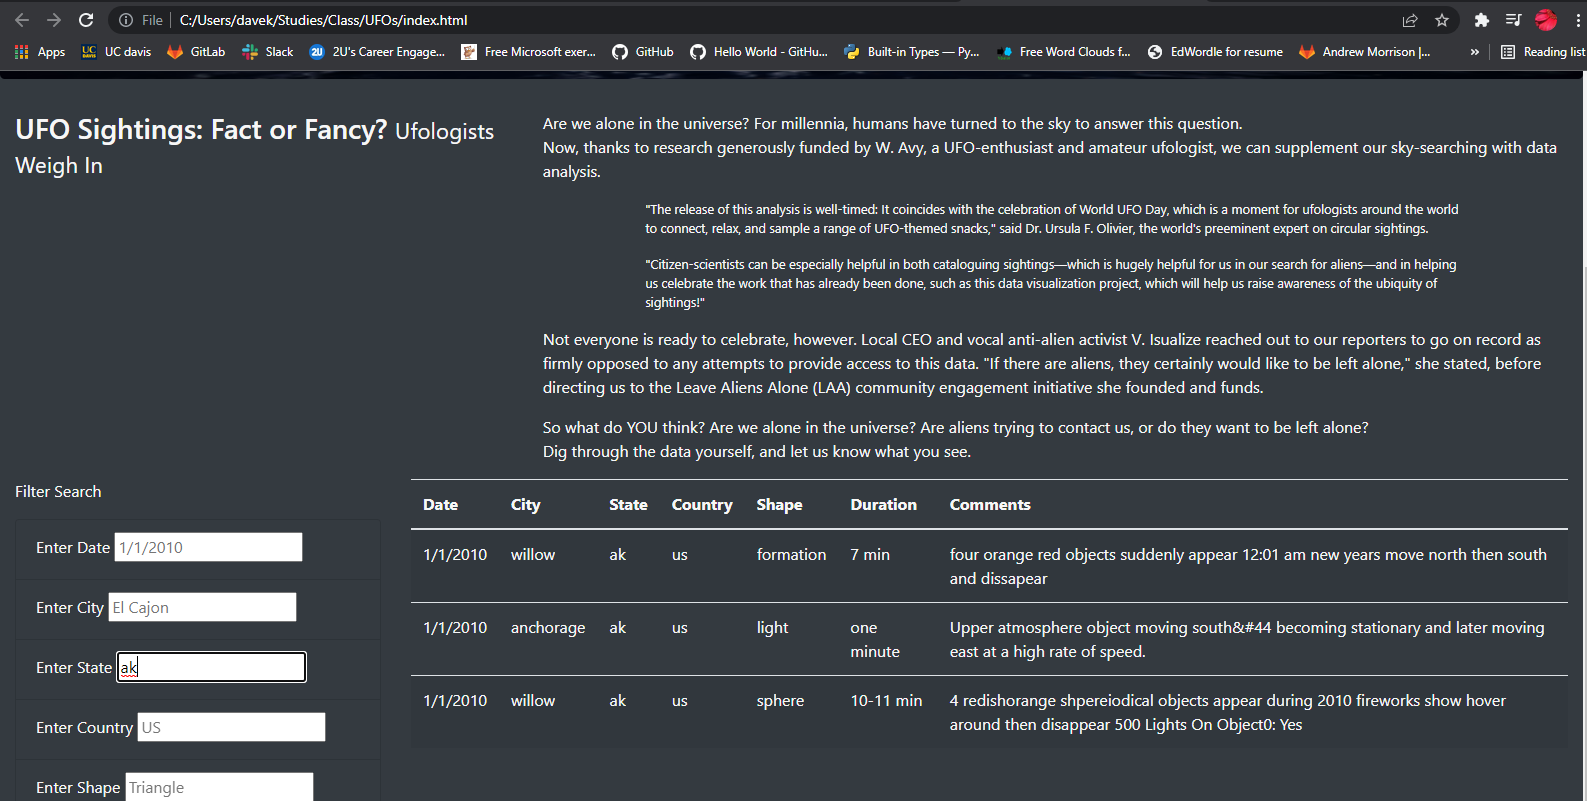 File C:/Users/davek/Studies/Class/UFOs/index.html
Apps UC DAVIS UC davis GitLab Slack 2U 2U's Career Engage... Free Microsoft exer... GitHub Hello World - GitHu... Built-in Types — Py... Free Word Clouds f... EdWordle for resume Andrew Morrison |... » Reading list
UFO Sightings: Fact or Fancy? Ufologists
Weigh In
Are we alone in the universe? For millennia, humans have turned to the sky to answer this question.
Now, thanks to research generously funded by W. Avy, a UFO-enthusiast and amateur ufologist, we can supplement our sky-searching with data
analysis.
"The release of this analysis is well-timed: It coincides with the celebration of World UFO Day, which is a moment for ufologists around the world
to connect, relax, and sample a range of UFO-themed snacks," said Dr. Ursula F. Olivier, the world's preeminent expert on circular sightings.
"Citizen-scientists can be especially helpful in both cataloguing sightings—which is hugely helpful for us in our search for aliens—and in helping
us celebrate the work that has already been done, such as this data visualization project, which will help us raise awareness of the ubiquity of
sightings!"
Not everyone is ready to celebrate, however. Local CEO and vocal anti-alien activist V. Isualize reached out to our reporters to go on record as
firmly opposed to any attempts to provide access to this data. "If there are aliens, they certainly would like to be left alone," she stated, before
directing us to the Leave Aliens Alone (LAA) community engagement initiative she founded and funds.
So what do YOU think? Are we alone in the universe? Are aliens trying to contact us, or do they want to be left alone?
Dig through the data yourself, and let us know what you see.
Filter Search
Enter Date 1/1/2010
Enter City El Cajon
Enter State ak
Enter Country US
Enter Shape Triangle
Date City State Country Shape Duration Comments
1/1/2010 willow ak us formation 7 min four orange red objects suddenly appear 12:01 am new years move north then south
and dissapear
1/1/2010 anchorage ak us light one Upper atmosphere object moving south&#44 becoming stationary and later moving
minute east at a high rate of speed.
1/1/2010 willow ak us sphere 10-11 min 4 redishorange shpereiodical objects appear during 2010 fireworks show hover
around then disappear 500 Lights On Object0: Yes